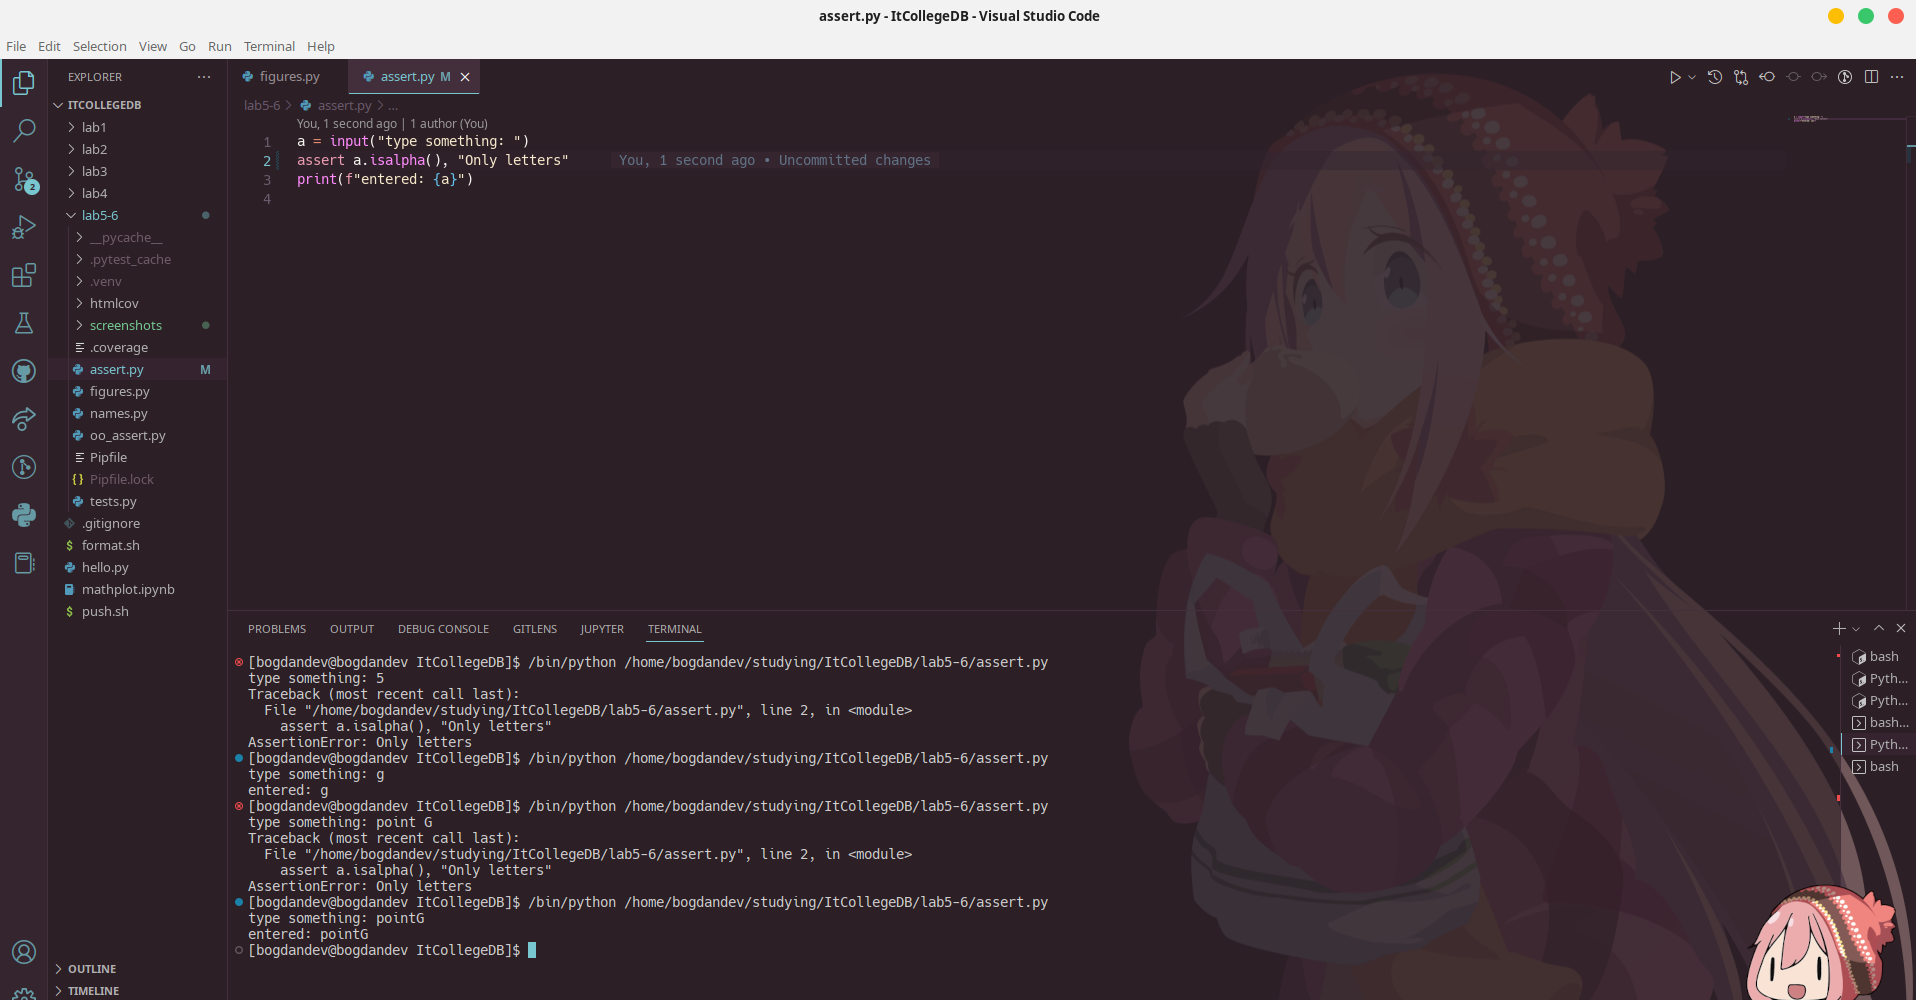 assert.py - ItCollegeDB - Visual Studio Code
File Edit Selection View Go Run Terminal Help
EXPLORER
ITCOLLEGEDB
lab1
lab2
lab3
lab4
lab5-6
__pycache__
.pytest_cache
.venv
htmlcov
screenshots
.coverage
assert.py M
figures.py
names.py
oo_assert.py
Pipfile
{} Pipfile.lock
tests.py
.gitignore
$ format.sh
hello.py
mathplot.ipynb
$ push.sh
OUTLINE
TIMELINE
2
figures.py assert.py M
lab5-6 > assert.py > ...
You, 1 second ago | 1 author (You)
1 a = input("type something: ")
2 assert a.isalpha(), "Only letters" You, 1 second ago • Uncommitted changes
3 print(f"entered: {a}")
4
PROBLEMS OUTPUT DEBUG CONSOLE GITLENS JUPYTER TERMINAL
[bogdandev@bogdandev ItCollegeDB]$ /bin/python /home/bogdandev/studying/ItCollegeDB/lab5-6/assert.py
type something: 5
Traceback (most recent call last):
File "/home/bogdandev/studying/ItCollegeDB/lab5-6/assert.py", line 2, in <module>
assert a.isalpha(), "Only letters"
AssertionError: Only letters
[bogdandev@bogdandev ItCollegeDB]$ /bin/python /home/bogdandev/studying/ItCollegeDB/lab5-6/assert.py
type something: g
entered: g
[bogdandev@bogdandev ItCollegeDB]$ /bin/python /home/bogdandev/studying/ItCollegeDB/lab5-6/assert.py
type something: point G
Traceback (most recent call last):
File "/home/bogdandev/studying/ItCollegeDB/lab5-6/assert.py", line 2, in <module>
assert a.isalpha(), "Only letters"
AssertionError: Only letters
[bogdandev@bogdandev ItCollegeDB]$ /bin/python /home/bogdandev/studying/ItCollegeDB/lab5-6/assert.py
type something: pointG
entered: pointG
[bogdandev@bogdandev ItCollegeDB]$
bash
Pyth...
Pyth...
bash...
Pyth...
bash